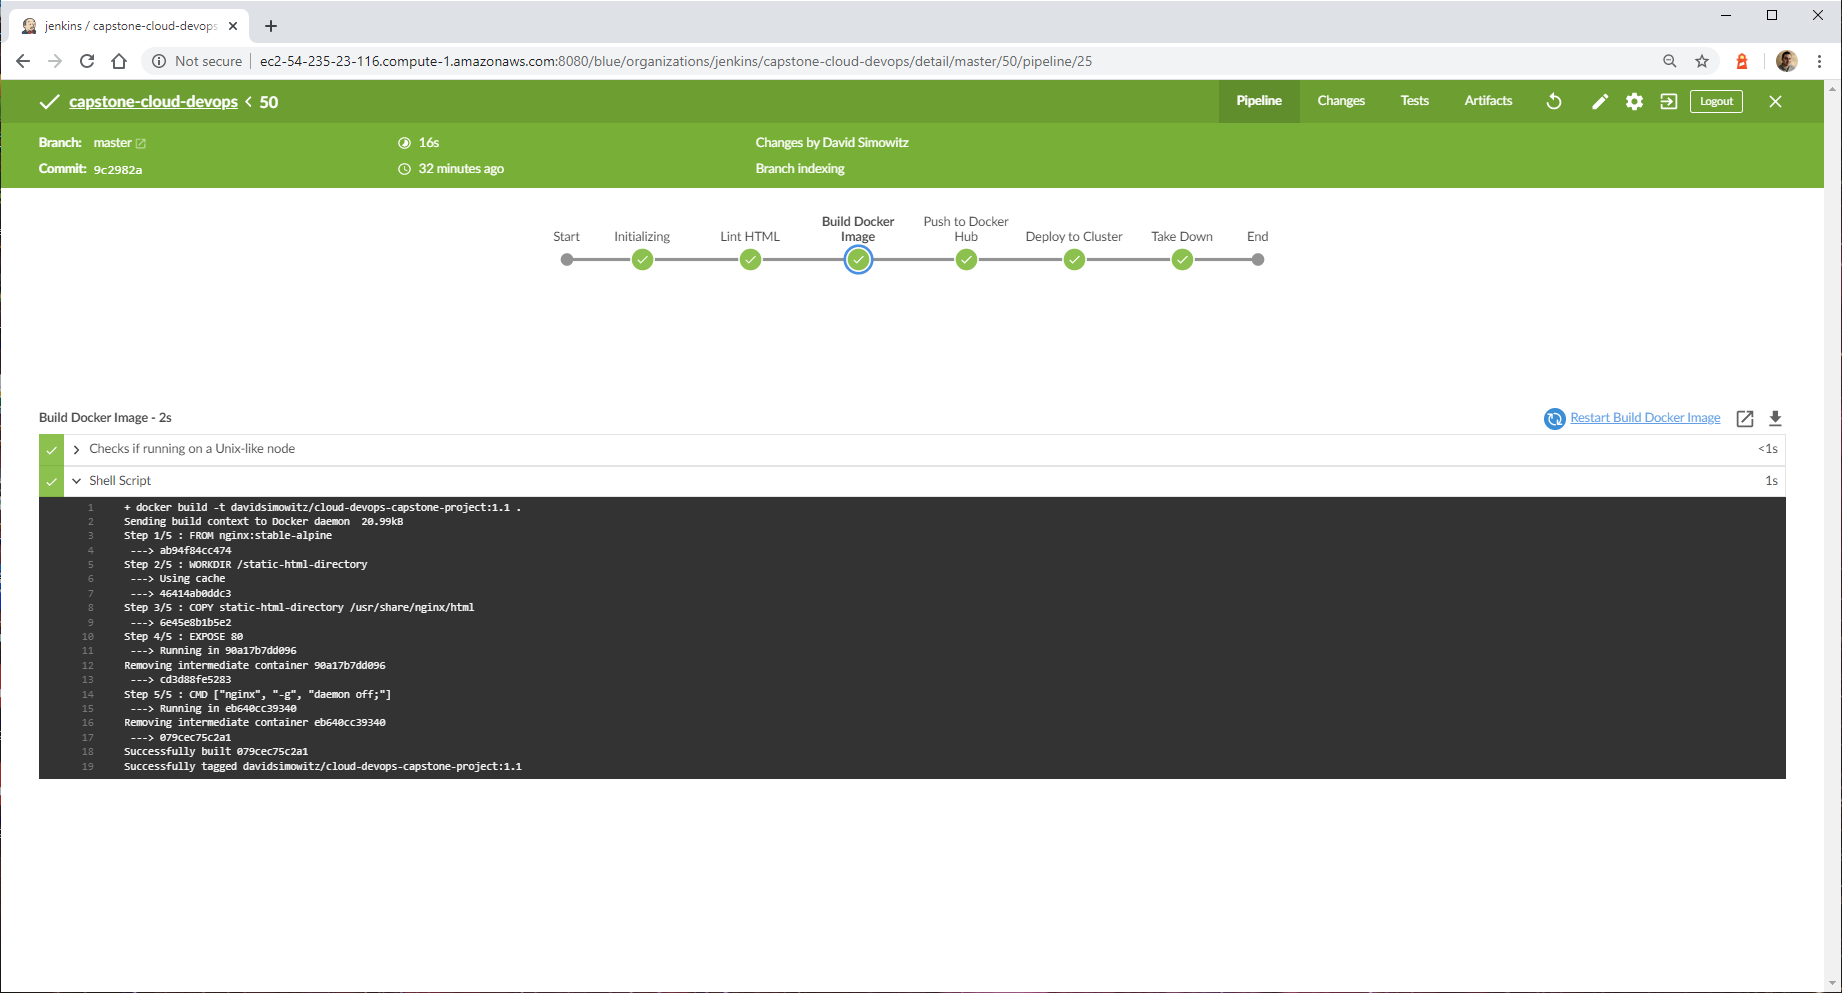 jenkins / capstone-cloud-devops
Not secure
ec2-54-235-23-116.compute-1.amazonaws.com:8080/blue/organizations/jenkins/capstone-cloud-devops/detail/master/50/pipeline/25
capstone-cloud-devops < 50
Pipeline
Changes
Tests
Artifacts
Logout
Branch: master
16s
Changes by David Simowitz
Commit: 9c2982a
32 minutes ago
Branch indexing
Start
Initializing
Lint HTML
Build Docker
Image
Push to Docker
Hub
Deploy to Cluster
Take Down
End
Build Docker Image - 2s
Restart Build Docker Image
Checks if running on a Unix-like node
<1s
Shell Script
1s
1 + docker build -t davidsimowitz/cloud-devops-capstone-project:1.1 .
2 Sending build context to Docker daemon  20.99kB
3 Step 1/5 : FROM nginx:stable-alpine
4 ---> ab94f84cc474
5 Step 2/5 : WORKDIR /static-html-directory
6 ---> Using cache
7 ---> 46414ab0ddc3
8 Step 3/5 : COPY static-html-directory /usr/share/nginx/html
9 ---> 6e45e8b1b5e2
10 Step 4/5 : EXPOSE 80
11 ---> Running in 90a17b7dd096
12 Removing intermediate container 90a17b7dd096
13 ---> cd3d88fe5283
14 Step 5/5 : CMD ["nginx", "-g", "daemon off;"]
15 ---> Running in eb640cc39340
16 Removing intermediate container eb640cc39340
17 ---> 079cec75c2a1
18 Successfully built 079cec75c2a1
19 Successfully tagged davidsimowitz/cloud-devops-capstone-project:1.1